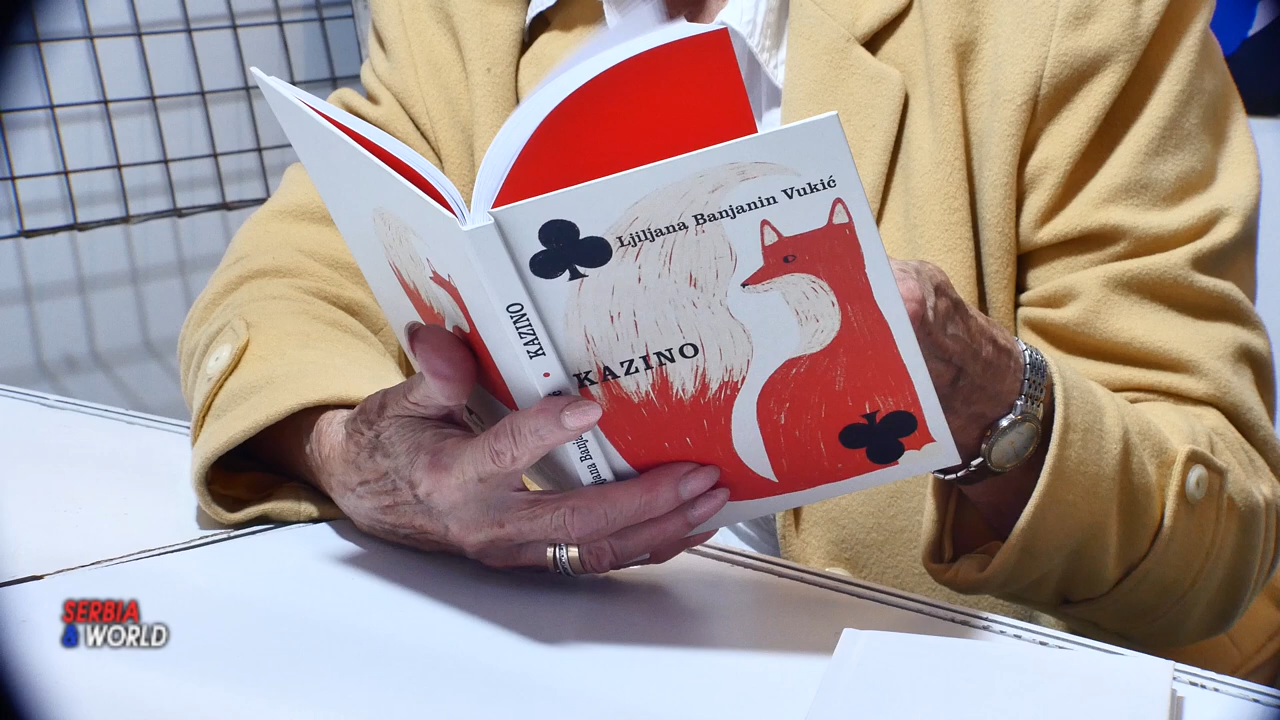 Ljiljana Banjanin Vukić
KAZINO
KAZINO
SERBIA
& WORLD